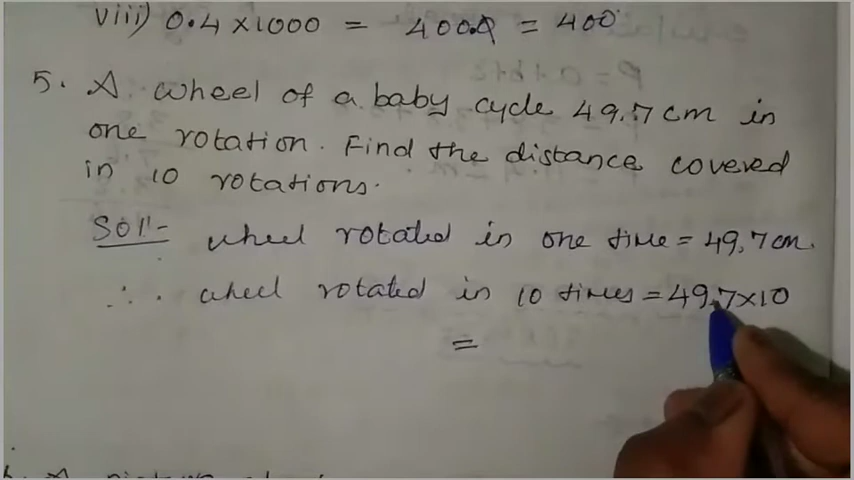 viii) 0.4 x 1000 = 400.0 = 400
5. A wheel of a baby cycle 49.7 cm in
one rotation. Find the distance covered
in 10 rotations.
Sol:- wheel rotated in one time = 49.7 cm.
∴ wheel rotated in 10 times = 49.7 x 10
=